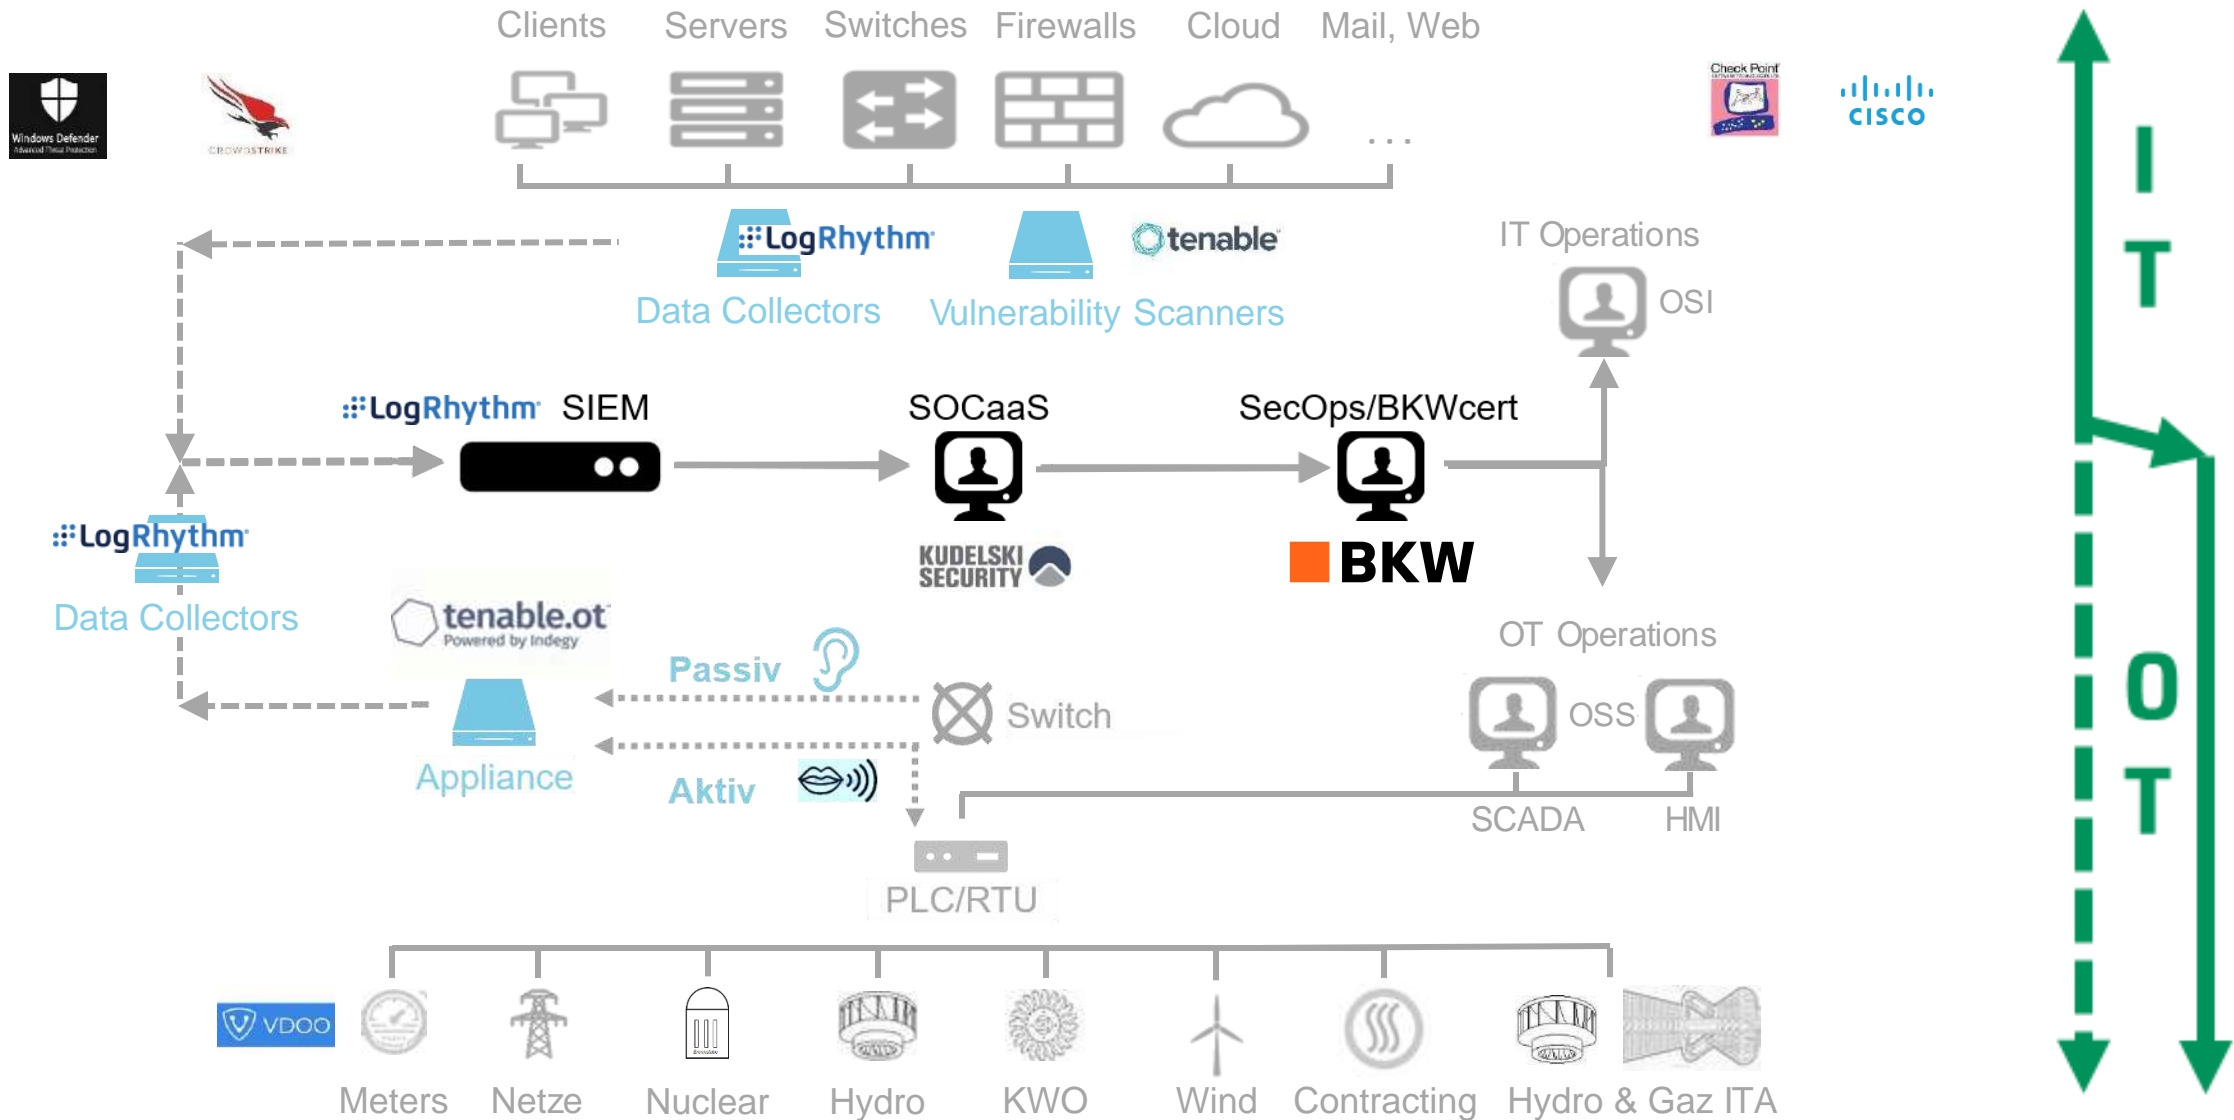 Clients Servers Switches Firewalls Cloud Mail, Web
Windows Defender
Advanced Threat Protection
CROWDSTRIKE
Check Point
CISCO
...
I
T
LogRhythm
tenable
IT Operations
Data Collectors
Vulnerability Scanners
OSI
LogRhythm SIEM
SOCaaS
SecOps/BKWcert
LogRhythm
KUDELSKI
SECURITY
BKW
Data Collectors
tenable.ot
Powered by Indegy
OT Operations
Passiv
Switch
OSS
O
T
Appliance
Aktiv
SCADA
HMI
PLC/RTU
VDOO
Meters Netze Nuclear Hydro KWO Wind Contracting Hydro & Gaz ITA